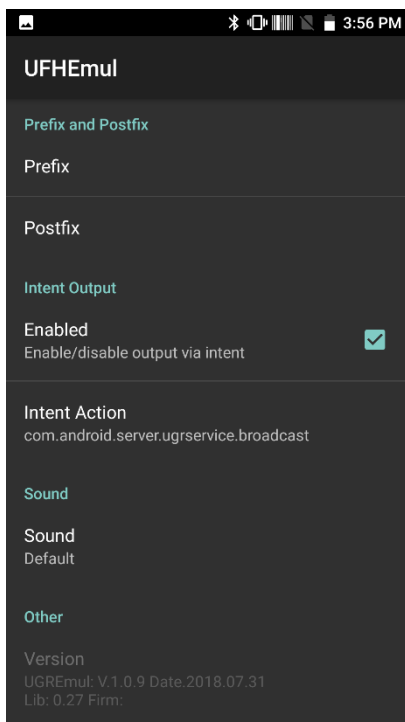 3:56 PM
UFHEmul
Prefix and Postfix
Prefix
Postfix
Intent Output
Enabled
Enable/disable output via intent
Intent Action
com.android.server.ugrservice.broadcast
Sound
Sound
Default
Other
Version
UGREmul: V.1.0.9 Date.2018.07.31
Lib: 0.27 Firm: